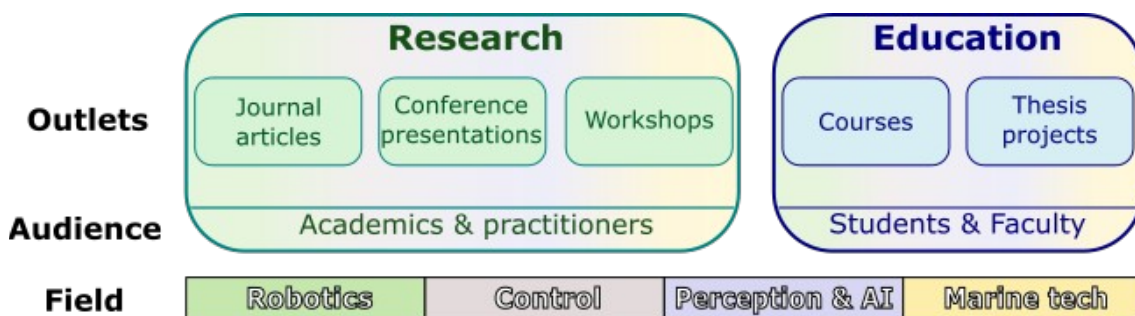 Research
Education
Outlets
Journal
articles
Conference
presentations
Workshops
Courses
Thesis
projects
Audience
Academics & practitioners
Students & Faculty
Field
Robotics
Control
Perception & AI
Marine tech